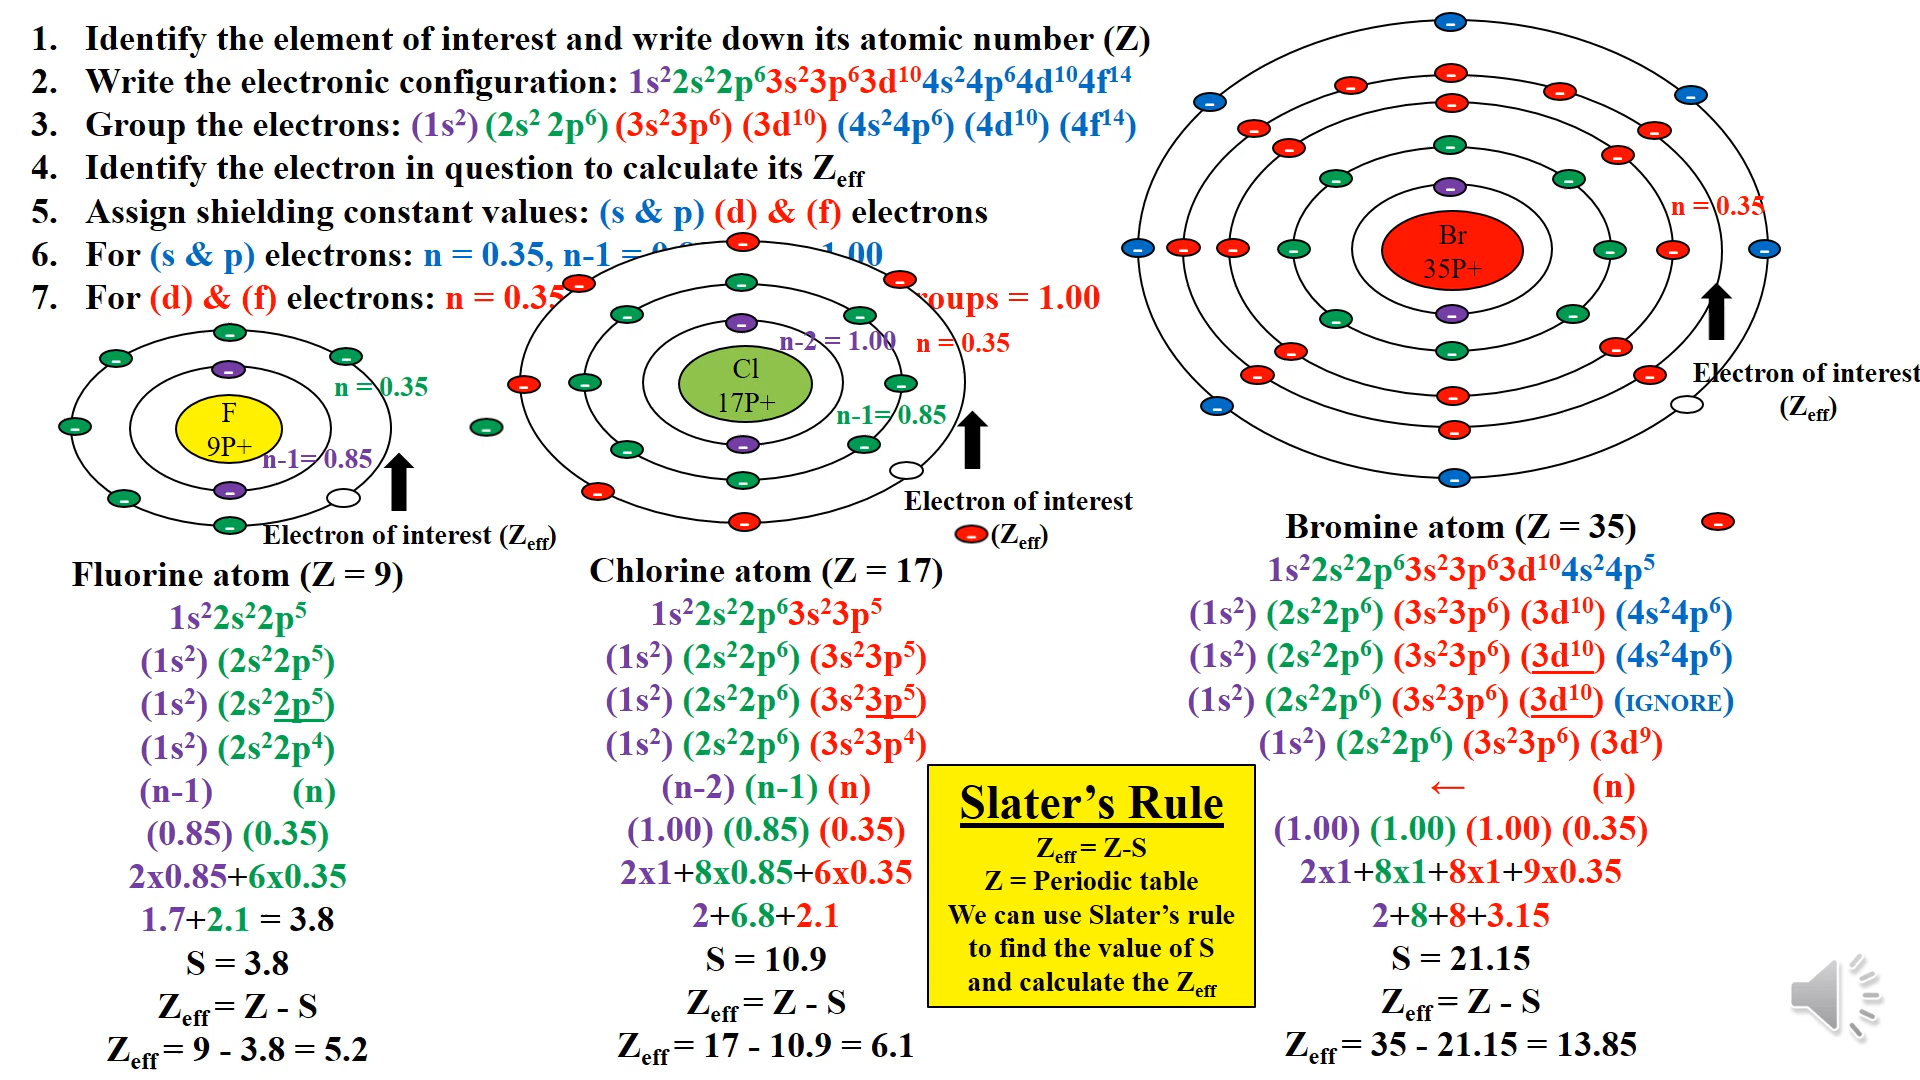 1. Identify the element of interest and write down its atomic number (Z)
2. Write the electronic configuration: 1s²2s²2p⁶3s²3p⁶3d¹⁰4s²4p⁶4d¹⁰4f¹⁴
3. Group the electrons: (1s²) (2s² 2p⁶) (3s²3p⁶) (3d¹⁰) (4s²4p⁶) (4d¹⁰) (4f¹⁴)
4. Identify the electron in question to calculate its Zeff
5. Assign shielding constant values: (s & p) (d) & (f) electrons
6. For (s & p) electrons: n = 0.35, n-1 = 00
7. For (d) & (f) electrons: n = 0.35 roups = 1.00
F
9P+
n = 0.35
n-1= 0.85
Electron of interest (Zeff)
Fluorine atom (Z = 9)
1s²2s²2p⁵
(1s²) (2s²2p⁵)
(1s²) (2s²2p⁵)
(1s²) (2s²2p⁴)
(n-1) (n)
(0.85) (0.35)
2x0.85+6x0.35
1.7+2.1 = 3.8
S = 3.8
Zeff = Z - S
Zeff = 9 - 3.8 = 5.2
Cl
17P+
n-2 = 1.00
n = 0.35
n-1= 0.85
Electron of interest
(Zeff)
Chlorine atom (Z = 17)
1s²2s²2p⁶3s²3p⁵
(1s²) (2s²2p⁶) (3s²3p⁵)
(1s²) (2s²2p⁶) (3s²3p⁵)
(1s²) (2s²2p⁶) (3s²3p⁴)
(n-2) (n-1) (n)
(1.00) (0.85) (0.35)
2x1+8x0.85+6x0.35
2+6.8+2.1
S = 10.9
Zeff = Z - S
Zeff = 17 - 10.9 = 6.1
Slater’s Rule
Zeff = Z-S
Z = Periodic table
We can use Slater’s rule
to find the value of S
and calculate the Zeff
Br
35P+
n = 0.35
Electron of interest
(Zeff)
Bromine atom (Z = 35)
1s²2s²2p⁶3s²3p⁶3d¹⁰4s²4p⁵
(1s²) (2s²2p⁶) (3s²3p⁶) (3d¹⁰) (4s²4p⁶)
(1s²) (2s²2p⁶) (3s²3p⁶) (3d¹⁰) (4s²4p⁶)
(1s²) (2s²2p⁶) (3s²3p⁶) (3d¹⁰) (IGNORE)
(1s²) (2s²2p⁶) (3s²3p⁶) (3d⁹)
← (n)
(1.00) (1.00) (1.00) (0.35)
2x1+8x1+8x1+9x0.35
2+8+8+3.15
S = 21.15
Zeff = Z - S
Zeff = 35 - 21.15 = 13.85